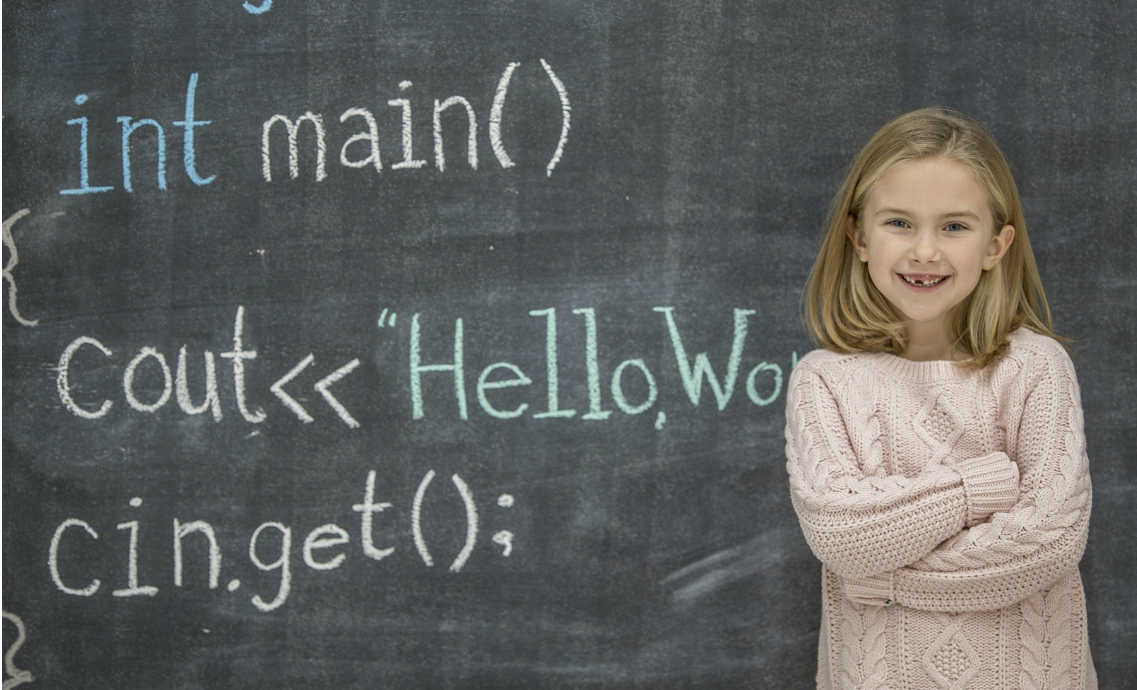 int main()
{
cout<< "Hello,Wo
cin.get();
}